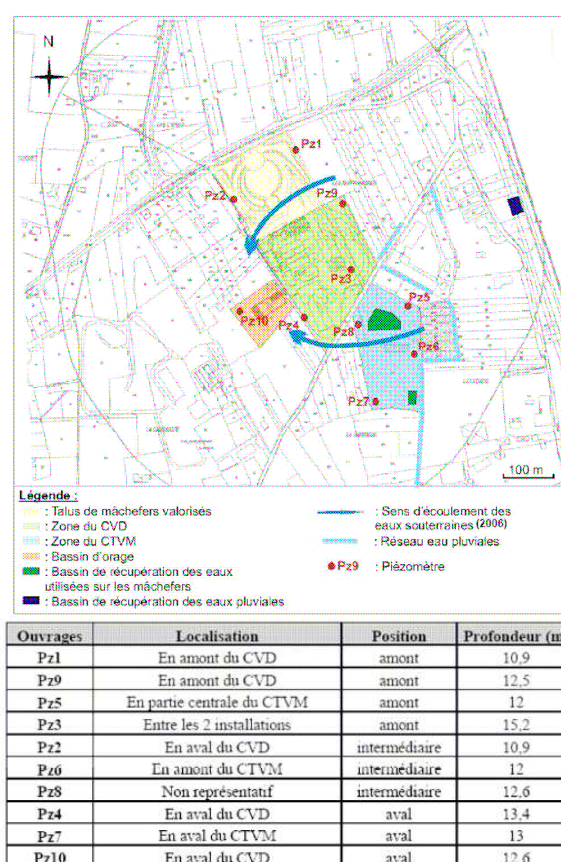 N
Pz1
Pz2
Pz9
Pz3
Pz5
Pz10
Pz4
Pz8
Pz6
Pz7
100 m
Légende :
: Talus de mâchefers valorisés
: Zone du CVD
: Zone du CTVM
: Bassin d'orage
: Bassin de récupération des eaux
utilisées sur les mâchefers
: Bassin de récupération des eaux pluviales
: Sens d'écoulement des
eaux souterraines (2006)
: Réseau eau pluviales
Pz9 : Piézomètre
Ouvrages Localisation Position Profondeur (m
Pz1 En amont du CVD amont 10,9
Pz9 En amont du CVD amont 12,5
Pz5 En partie centrale du CTVM amont 12
Pz3 Entre les 2 installations amont 15,2
Pz2 En aval du CVD intermédiaire 10,9
Pz6 En amont du CTVM intermédiaire 12
Pz8 Non représentatif intermédiaire 12,6
Pz4 En aval du CVD aval 13,4
Pz7 En aval du CTVM aval 13
Pz10 En aval du CVD aval 12,6